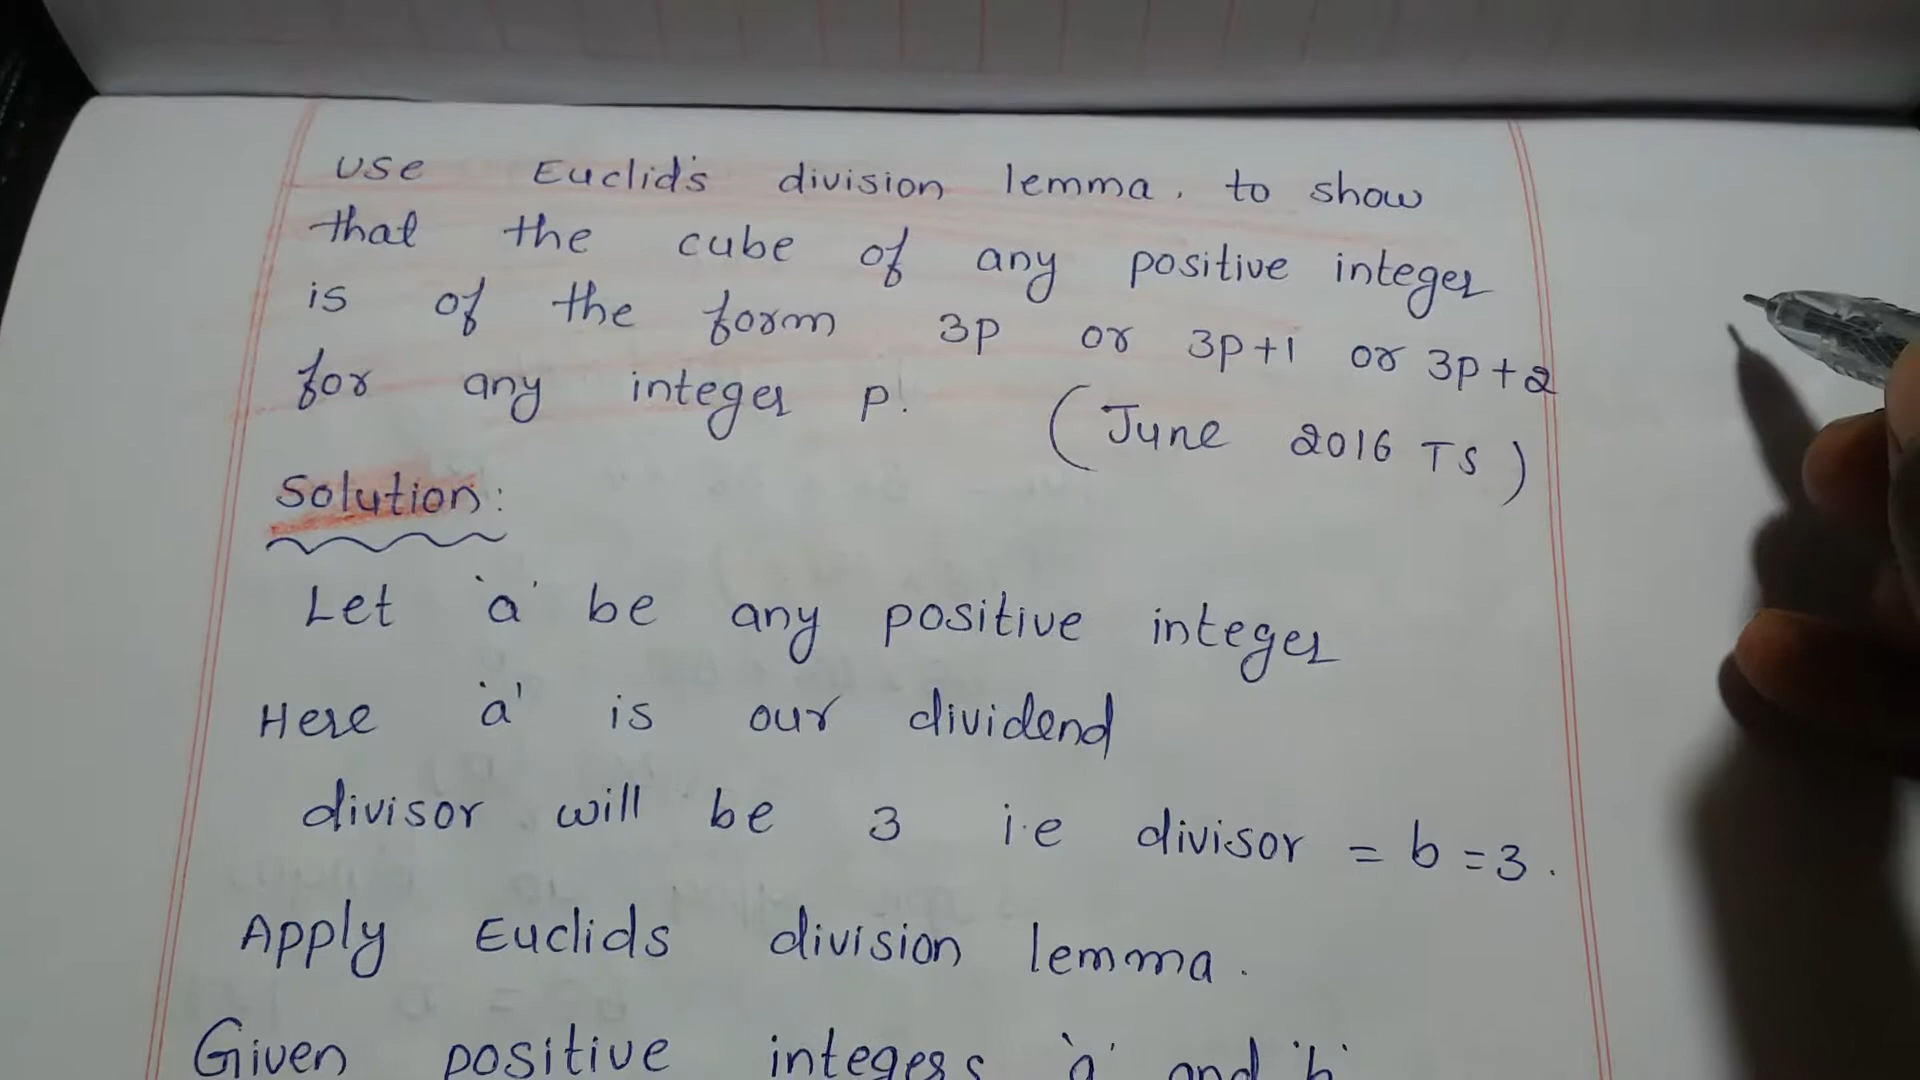 use Euclid's division lemma. to show
that the cube of any positive integer
is of the form 3p or 3p+1 or 3p+2
for any integer p.
(June 2016 TS)
Solution:
Let 'a' be any positive integer
Here 'a' is our dividend
divisor will be 3 i.e divisor = b = 3.
Apply Euclids division lemma.
Given positive integers 'a' and 'b'